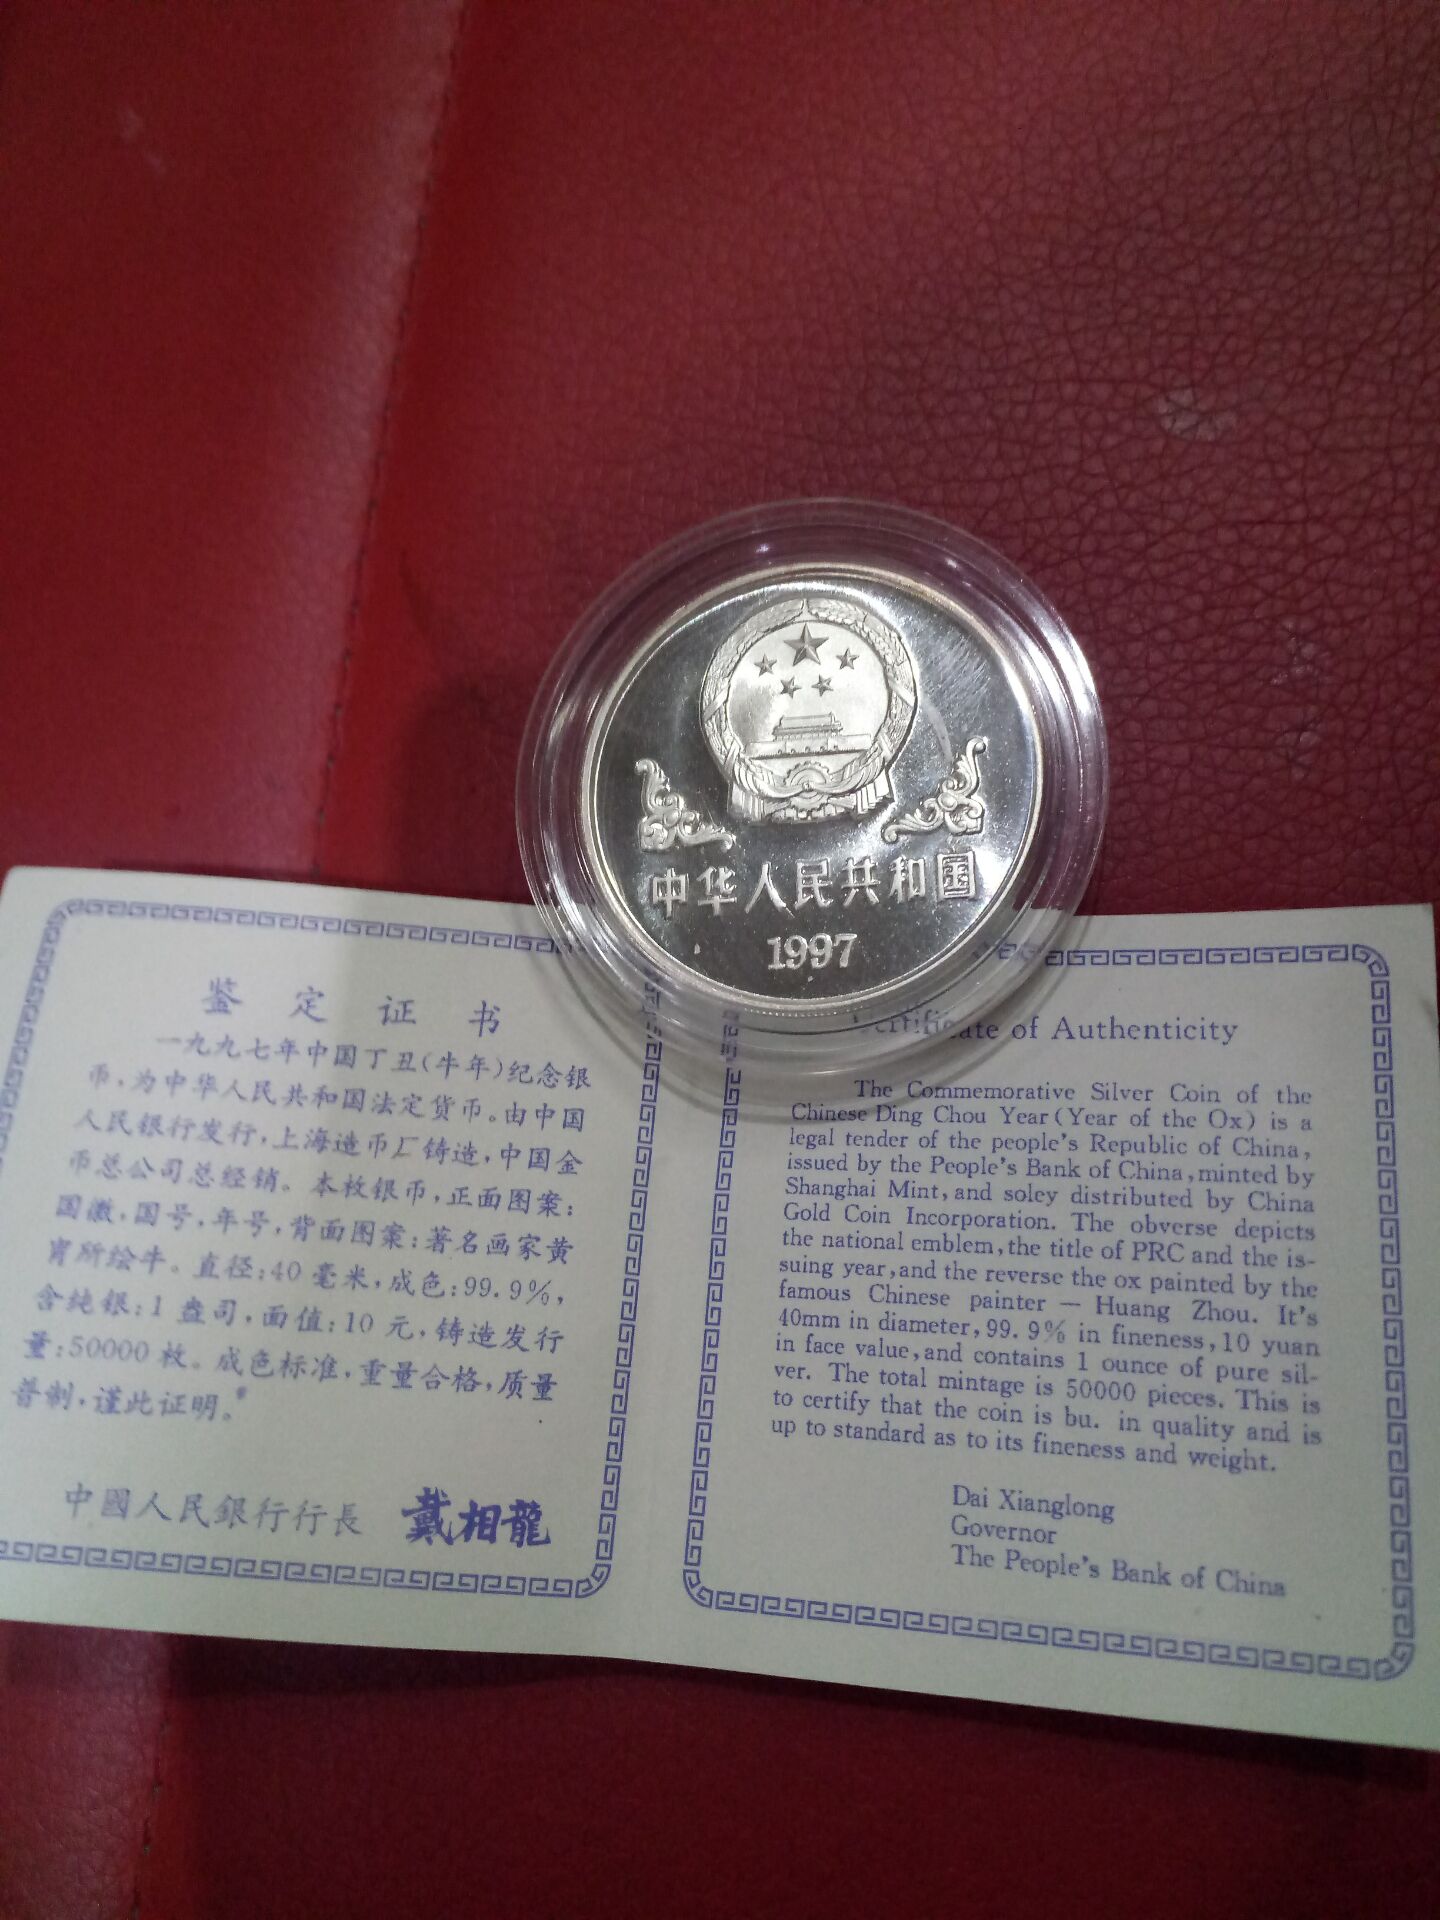 中华人民共和国
1997
鉴定证书
一九九七年中国丁丑(牛年)纪念银
币,为中华人民共和国法定货币。由中国
人民银行发行,上海造币厂铸造,中国金
币总公司总经销。本枚银币,正面图案:
国徽,国号,年号,背面图案:著名画家黄
胄所绘牛。直径:40毫米,成色:99.9%,
含纯银:1盎司,面值:10元,铸造发行
量:50000枚。成色标准,重量合格,质量
普制,谨此证明。
中國人民銀行行長 戴相龍
Certificate of Authenticity
The Commemorative Silver Coin of the
Chinese Ding Chou Year(Year of the Ox) is a
legal tender of the people's Republic of China,
issued by the People's Bank of China,minted by
Shanghai Mint,and soley distributed by China
Gold Coin Incorporation. The obverse depicts
the national emblem,the title of PRC and the is-
suing year,and the reverse the ox painted by the
famous Chinese painter — Huang Zhou. It's
40mm in diameter,99.9% in fineness,10 yuan
in face value,and contains 1 ounce of pure sil-
ver. The total mintage is 50000 pieces. This is
to certify that the coin is bu. in quality and is
up to standard as to its fineness and weight.
Dai Xianglong
Governor
The People's Bank of China